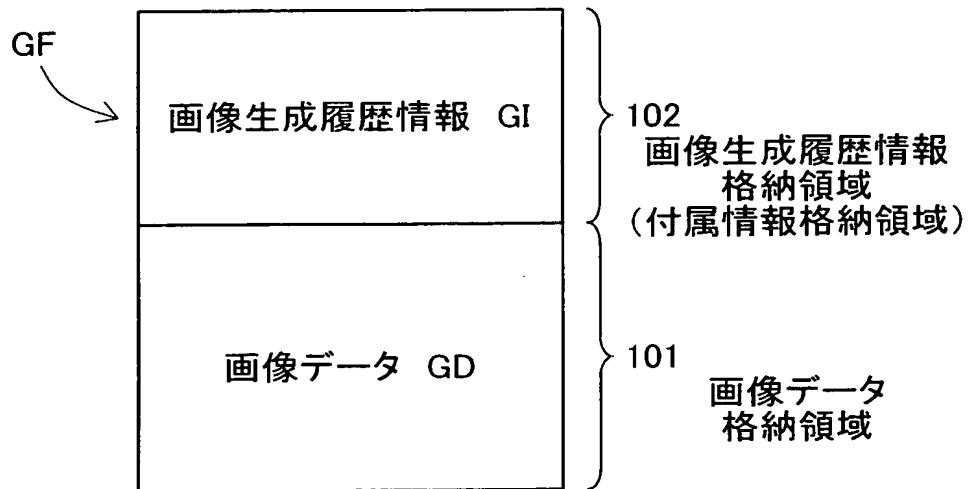 GF
画像生成履歴情報 GI
102
画像生成履歴情報
格納領域
(付属情報格納領域)
画像データ GD
101
画像データ
格納領域